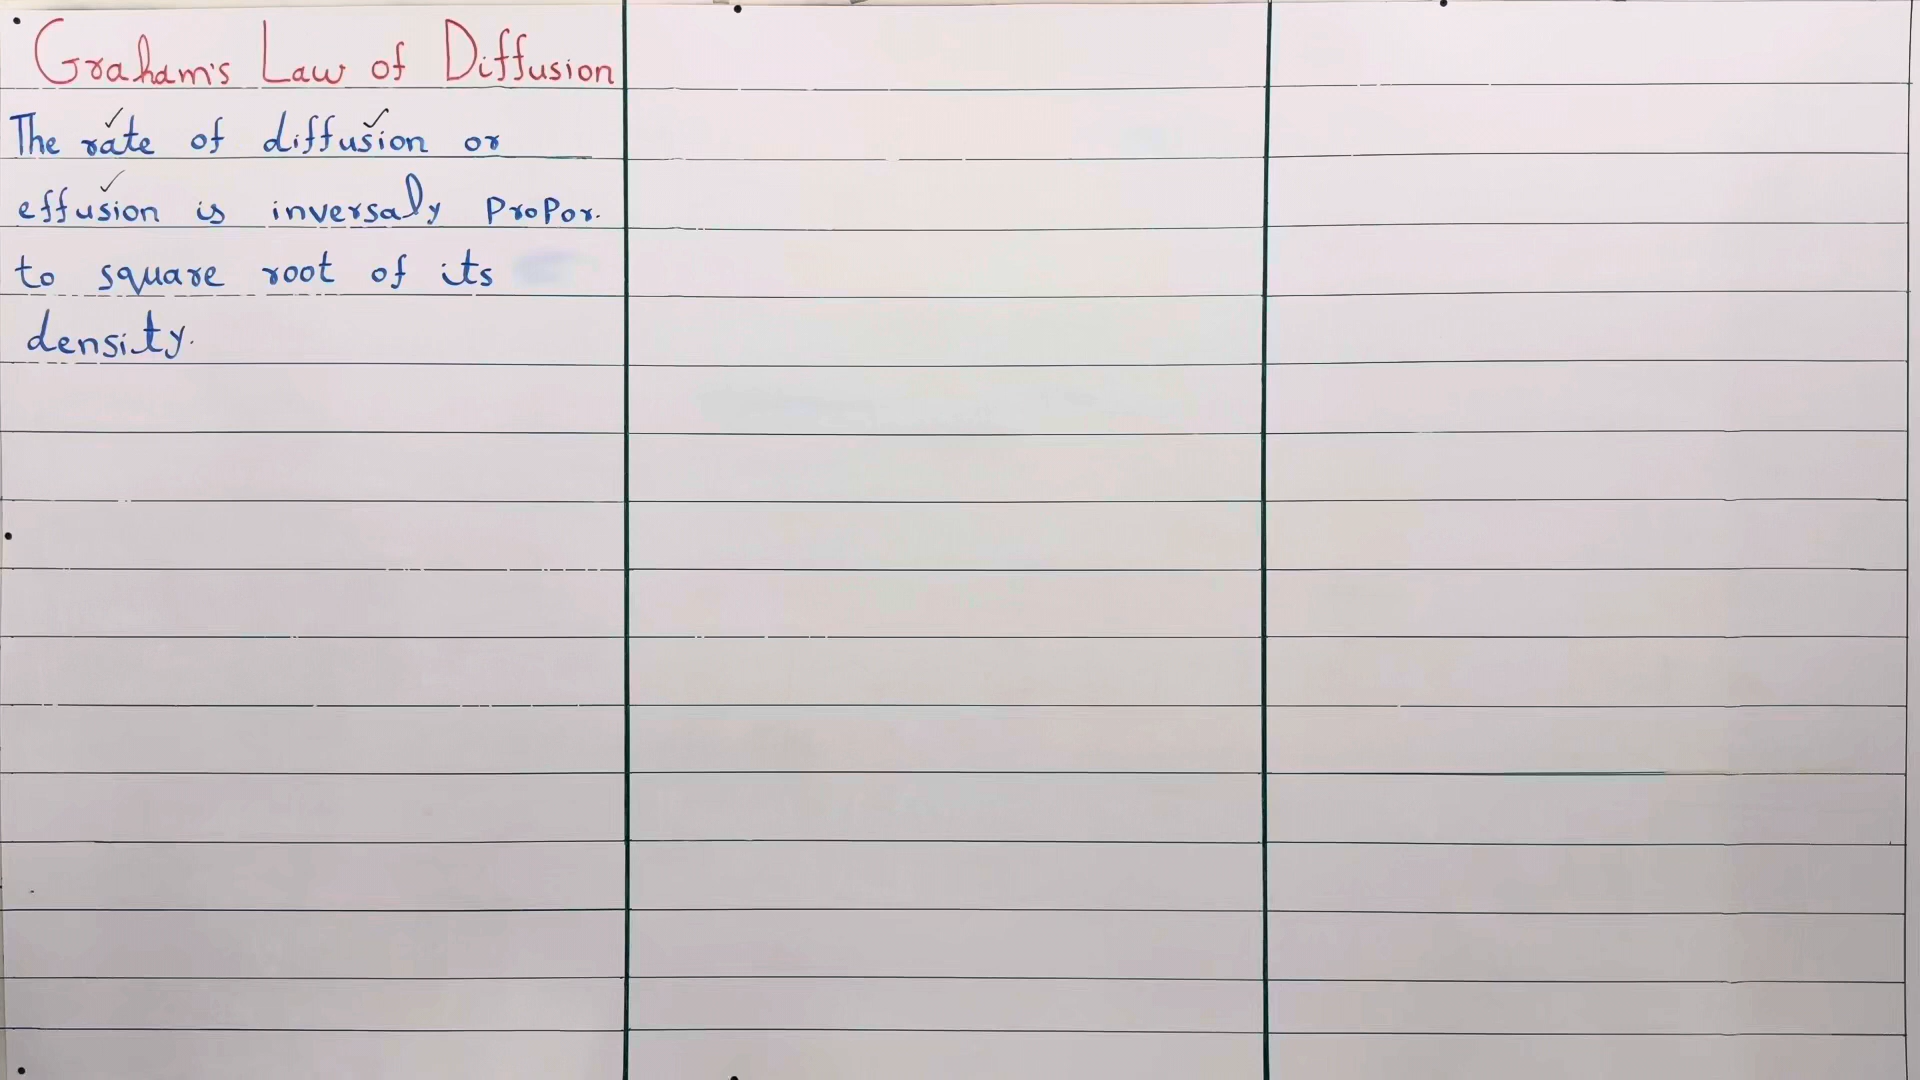 Graham's Law of Diffusion
The rate of diffusion or
effusion is inversaly Propor.
to square root of its
density.